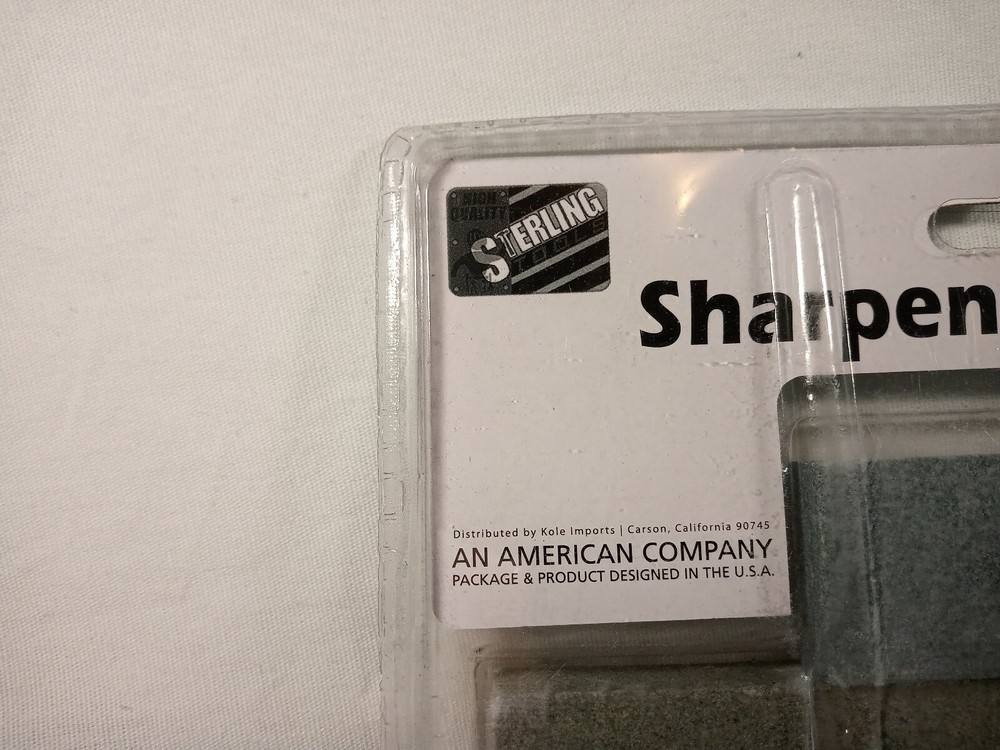 HIGH
QUALITY
STERLING
TOOLS
Sharpen
Distributed by Kole Imports | Carson, California 90745
AN AMERICAN COMPANY
PACKAGE & PRODUCT DESIGNED IN THE U.S.A.